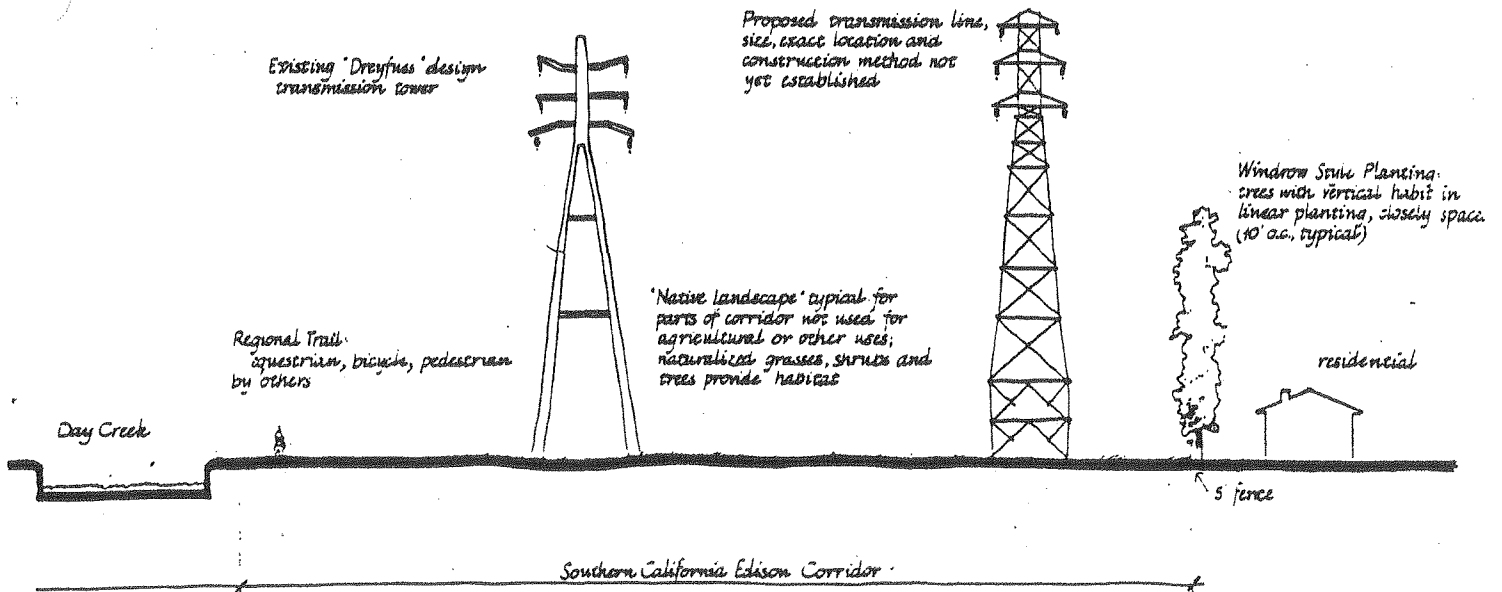 Existing 'Dreyfuss' design
transmission tower
Proposed transmission line,
size, exact location and
construction method not
yet established
Windrow Style Planting:
trees with vertical habit in
linear planting, closely space
(10' o.c., typical)
'Native landscape' typical for
parts of corridor not used for
agricultural or other uses;
naturalized grasses, shrubs and
trees provide habitat
Regional Trail:
equestrian, bicycle, pedestrian
by others
residential
Day Creek
5' fence
Southern California Edison Corridor